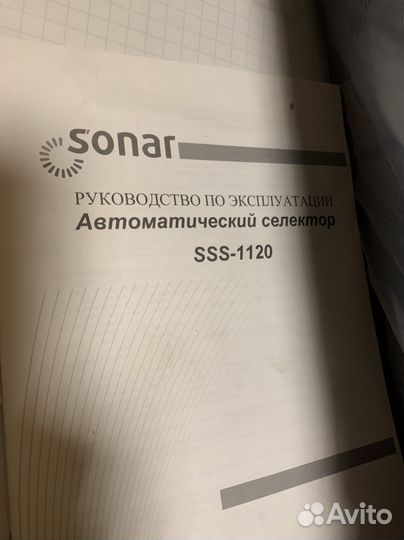 sonar
РУКОВОДСТВО ПО ЭКСПЛУАТАЦИИ
Автоматический селектор
SSS-1120
Avito